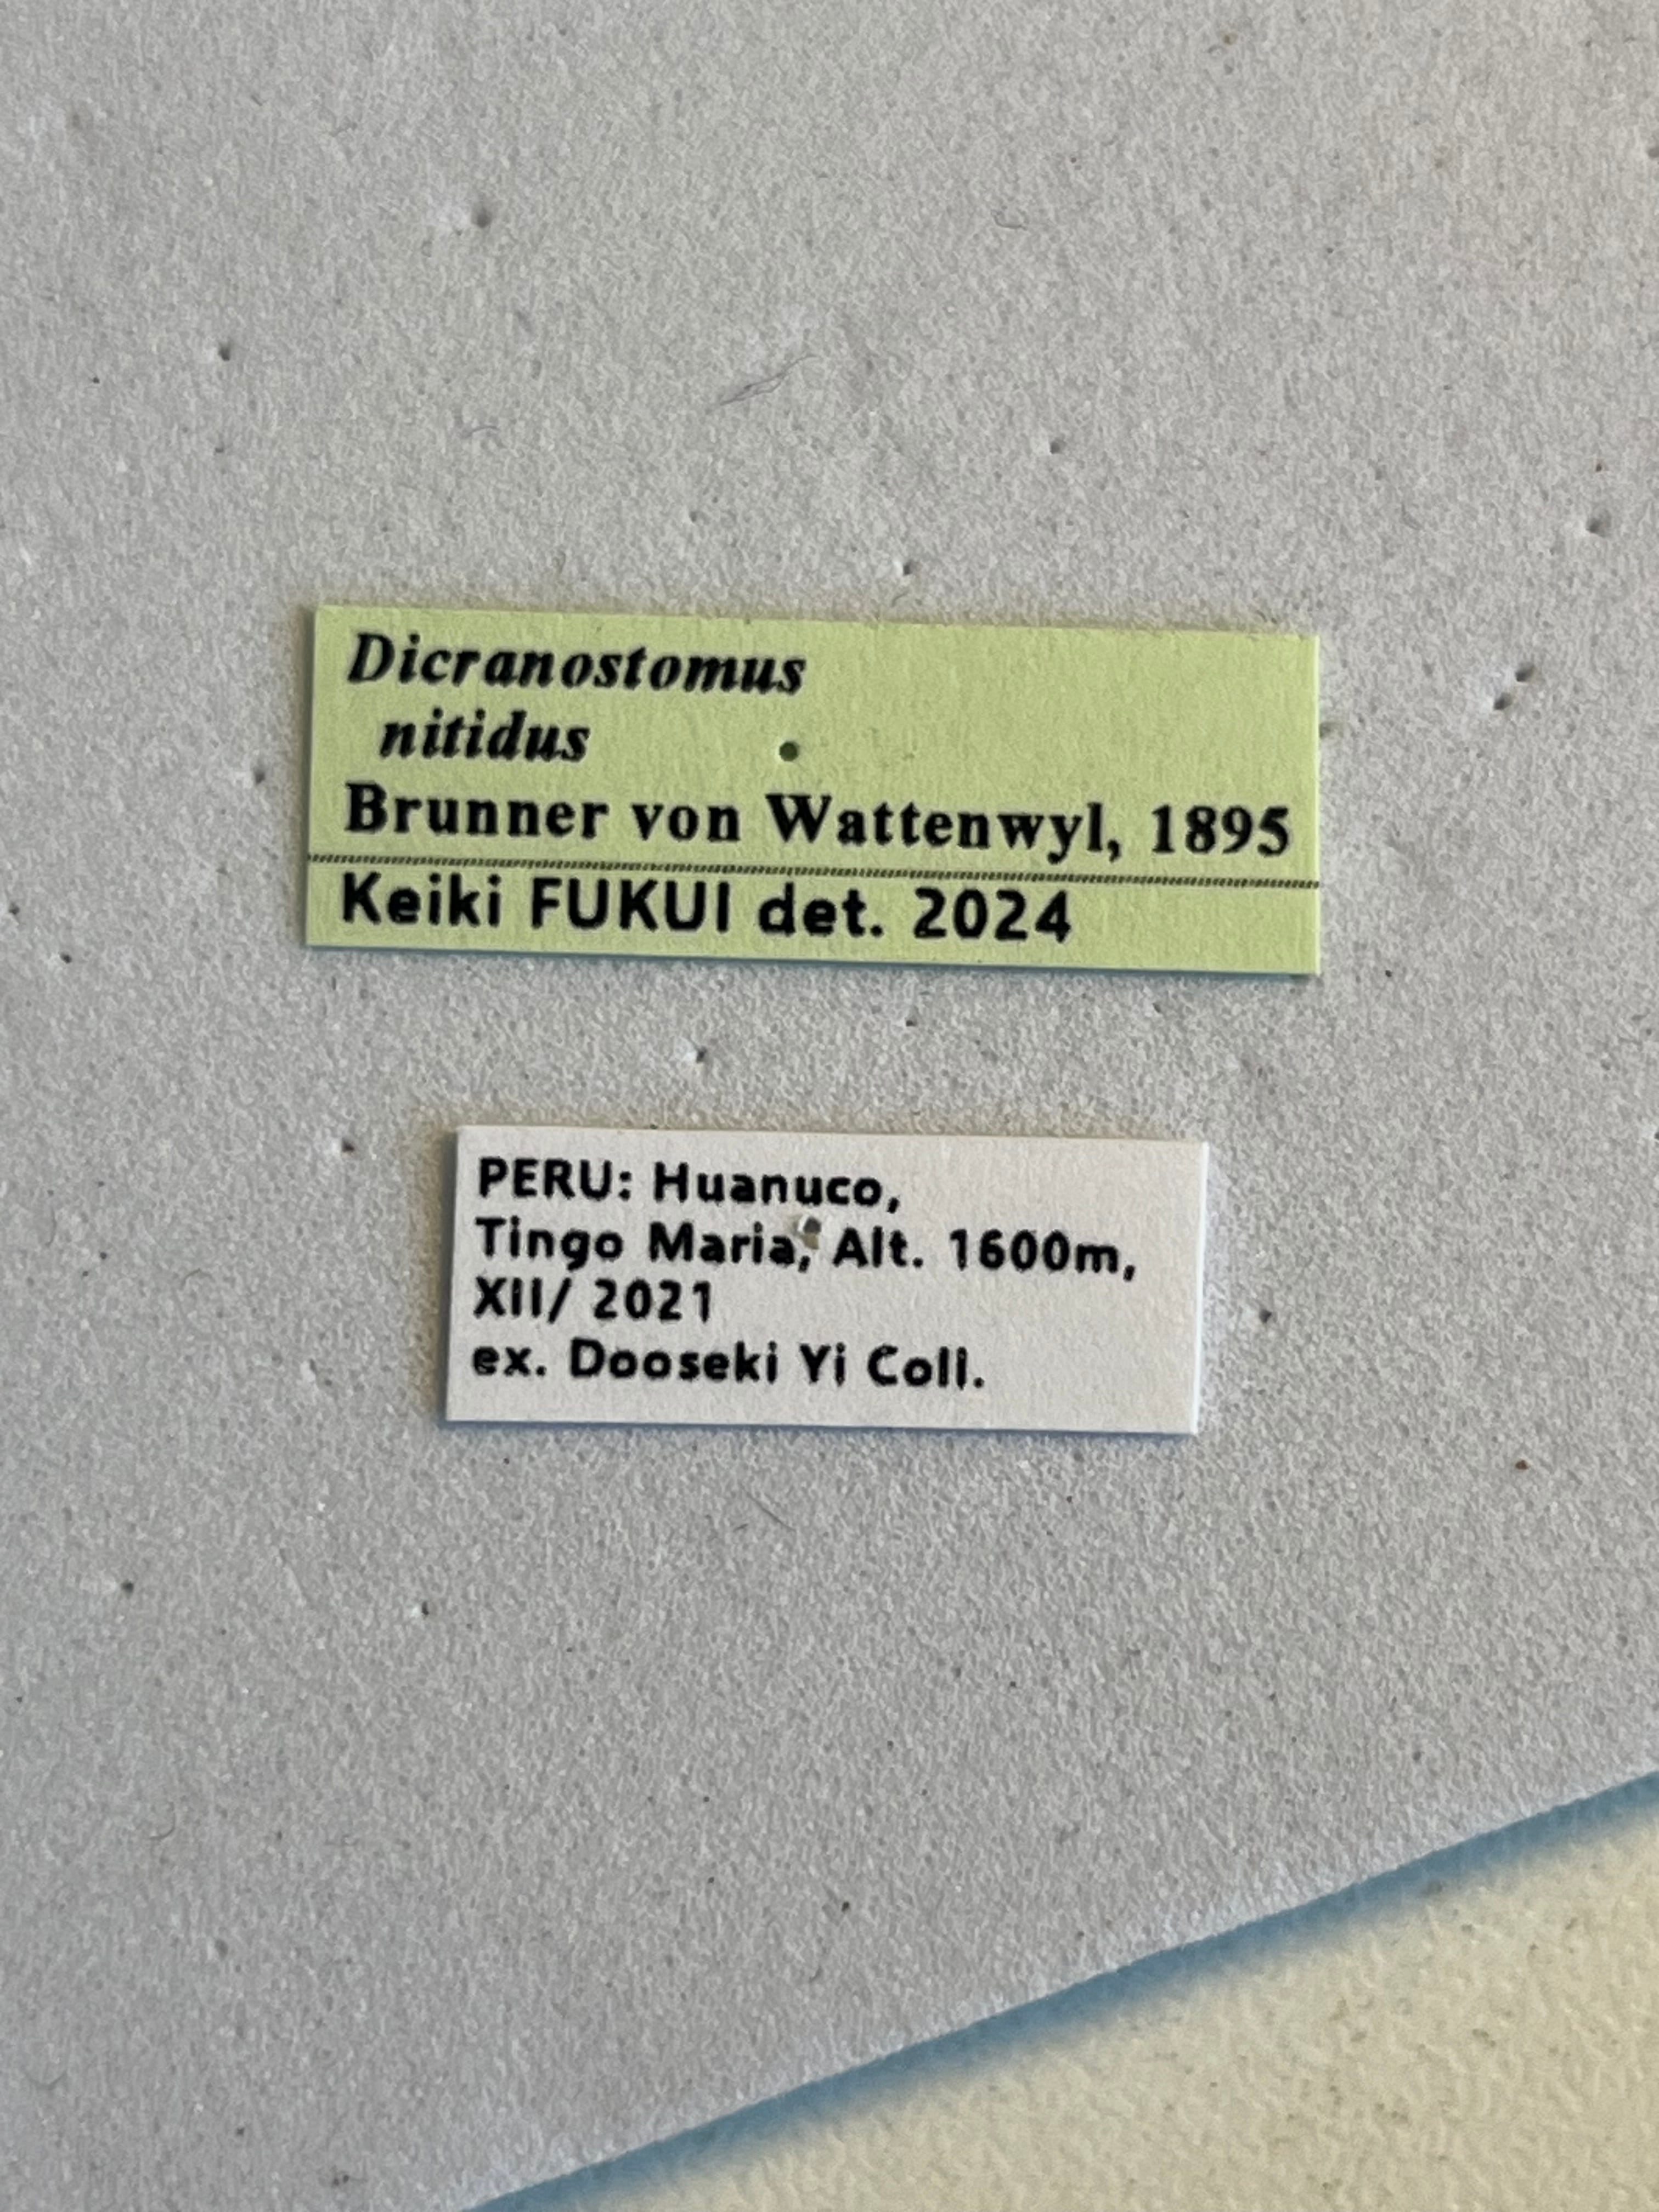 Dicranostomus
nitidus
Brunner von Wattenwyl, 1895
Keiki FUKUI det. 2024
PERU: Huanuco,
Tingo Maria, Alt. 1600m,
XII/ 2021
ex. Dooseki Yi Coll.